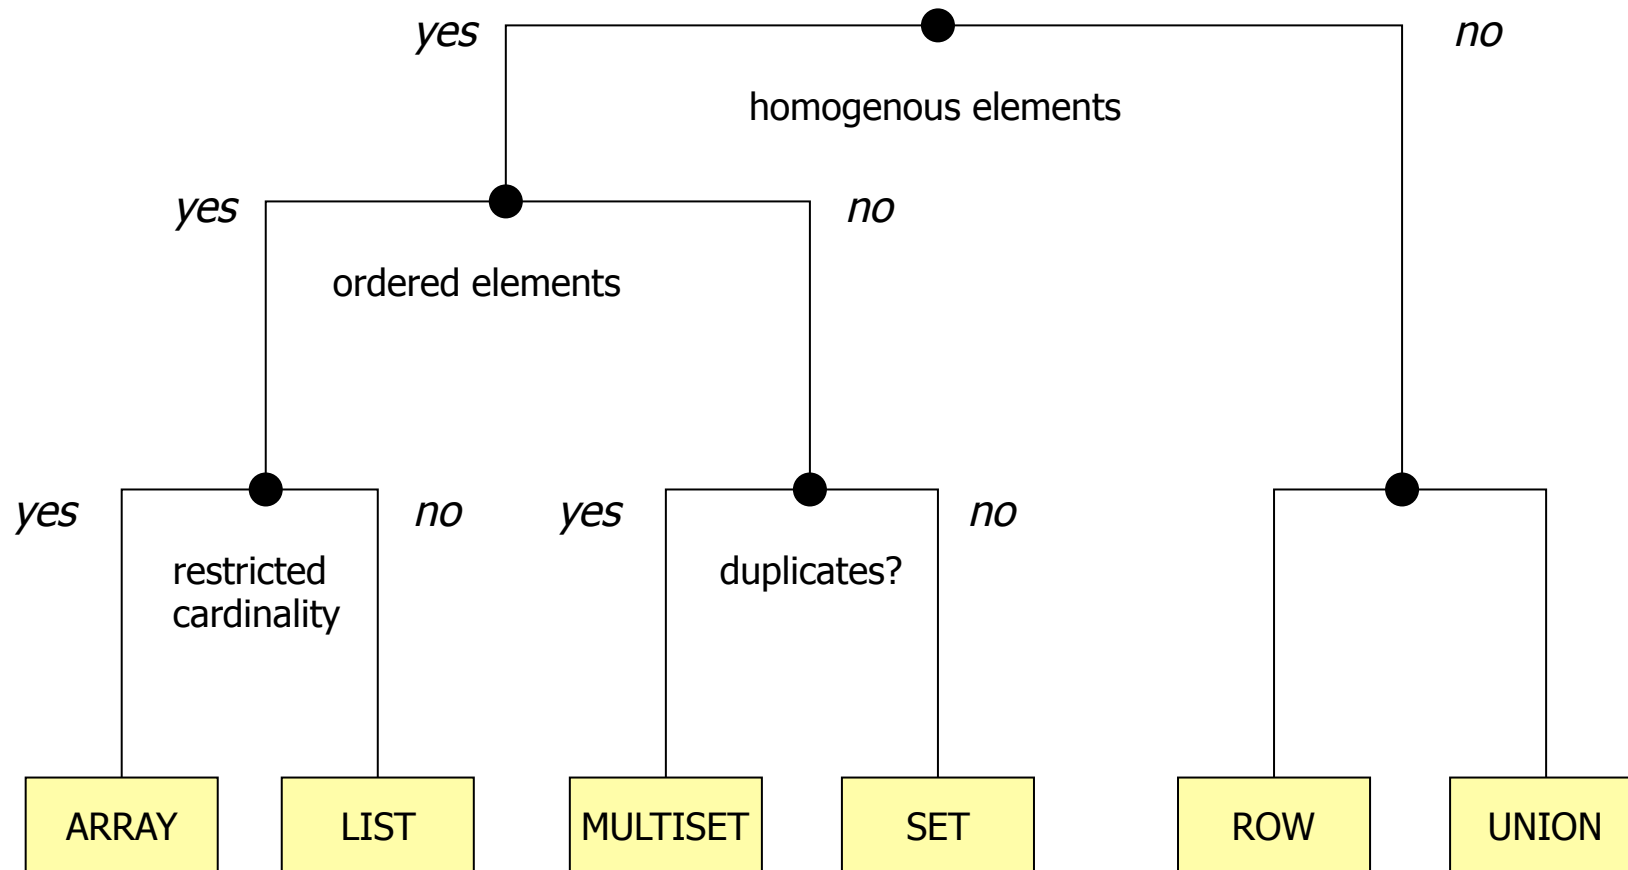 yes
no
homogenous elements
yes
no
ordered elements
yes
no
yes
no
restricted
cardinality
duplicates?
ARRAY
LIST
MULTISET
SET
ROW
UNION